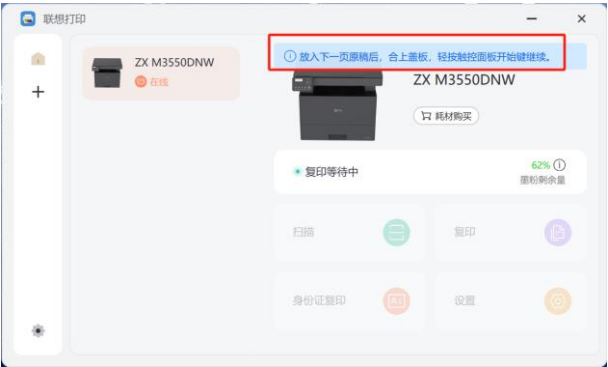 联想打印
ZX M3550DNW
在线
放入下一页原稿后，合上盖板，轻按触控面板开始键继续。
ZX M3550DNW
耗材购买
复印等待中
62%
墨粉剩余量
扫描
复印
身份证复印
设置